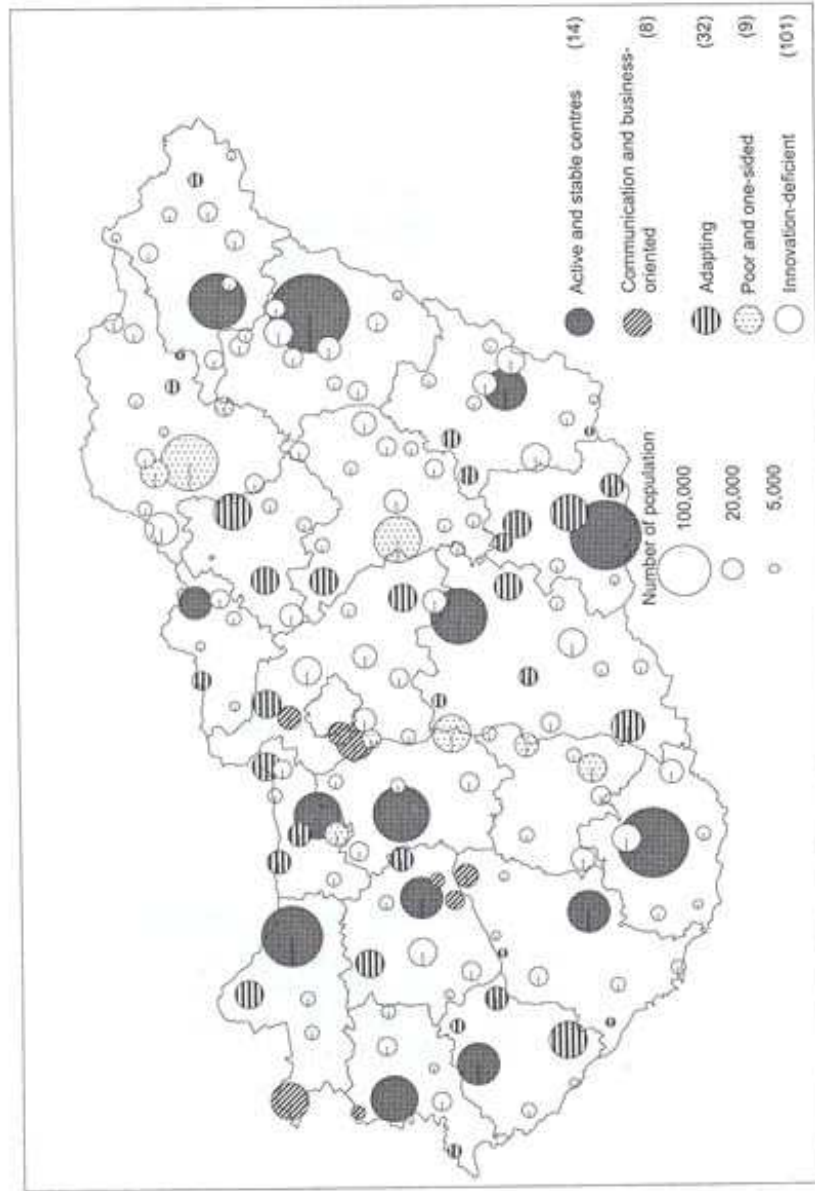 Active and stable centres (14)
Communication and business-
oriented (8)
Adapting (32)
Poor and one-sided (9)
Innovation-deficient (101)
Number of population
100,000
20,000
5,000